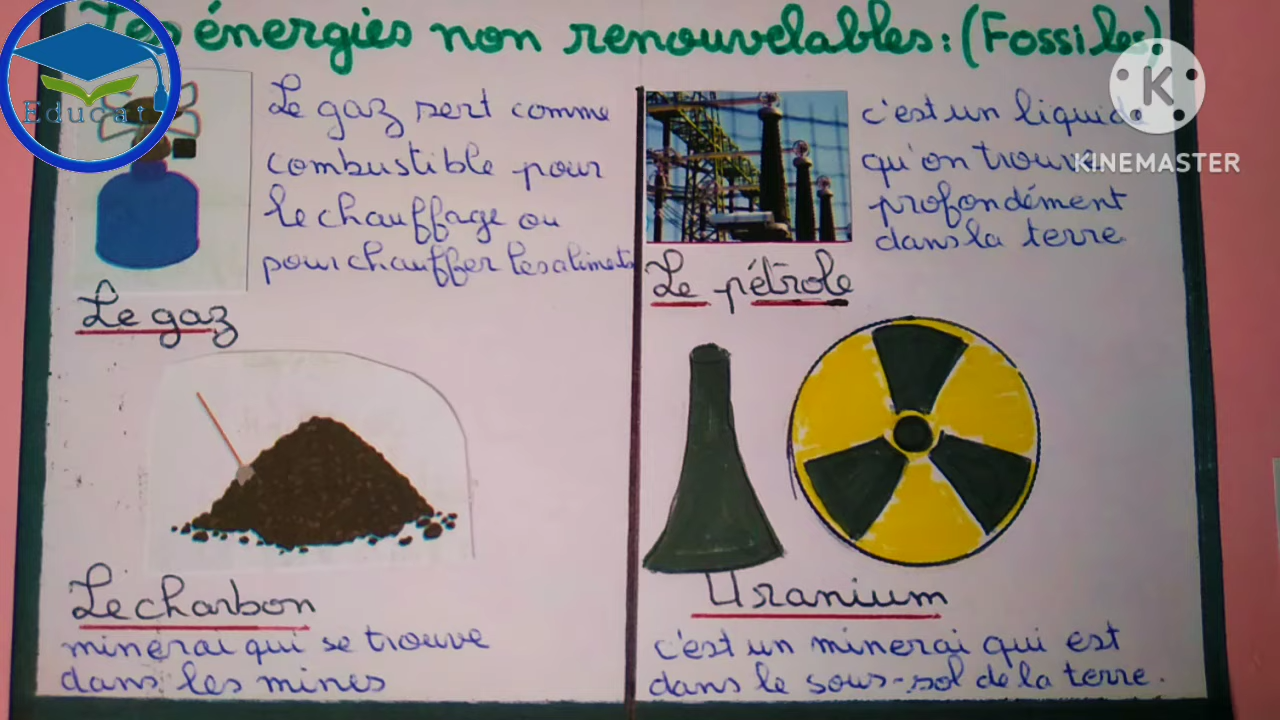 Les énergies non renouvelables : (Fossiles)
Educat
Le gaz sert comme
combustible pour
le chauffage ou
pour chauffer les aliments
Le gaz
K
KINEMASTER
c'est un liquide
qu'on trouve
profondément
dans la terre
Le pétrole
Le charbon
minerai qui se trouve
dans les mines
Uranium
c'est un minerai qui est
dans le sous-sol de la terre.